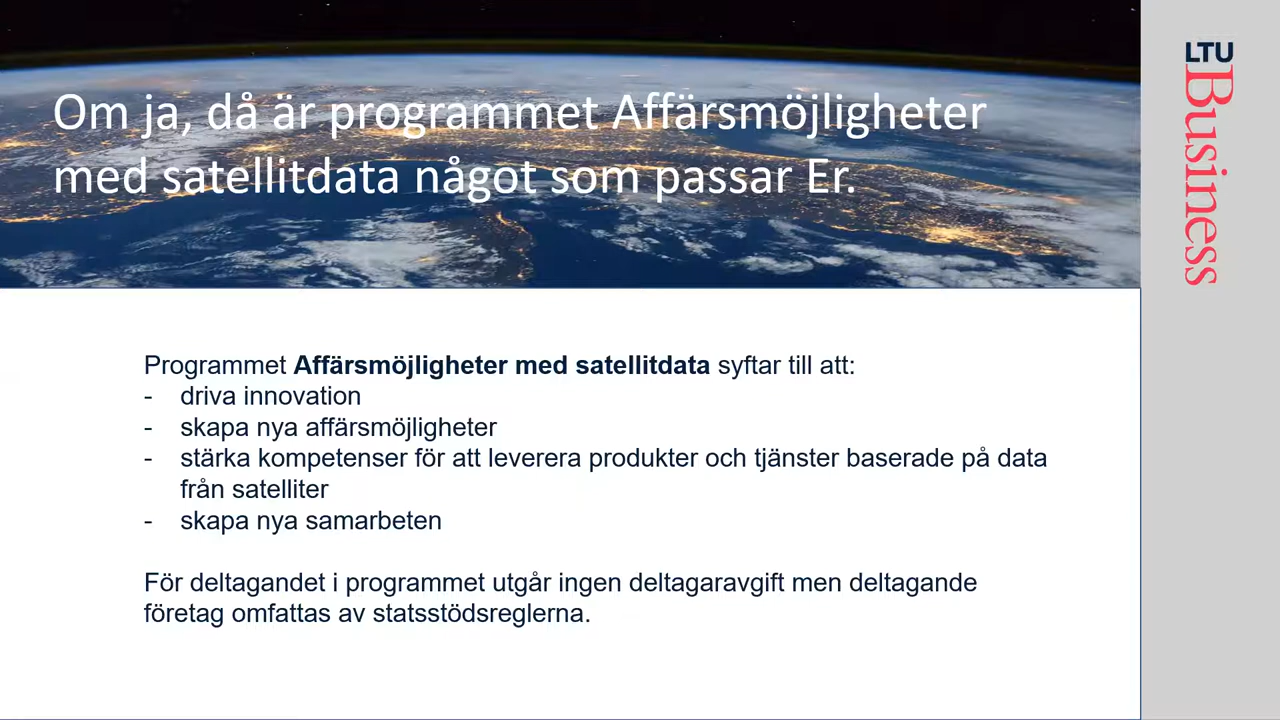 Om ja, då är programmet Affärsmöjligheter
med satellitdata något som passar Er.
LTU
Business
Programmet Affärsmöjligheter med satellitdata syftar till att:
- driva innovation
- skapa nya affärsmöjligheter
- stärka kompetenser för att leverera produkter och tjänster baserade på data
från satelliter
- skapa nya samarbeten
För deltagandet i programmet utgår ingen deltagaravgift men deltagande
företag omfattas av statsstödsreglerna.